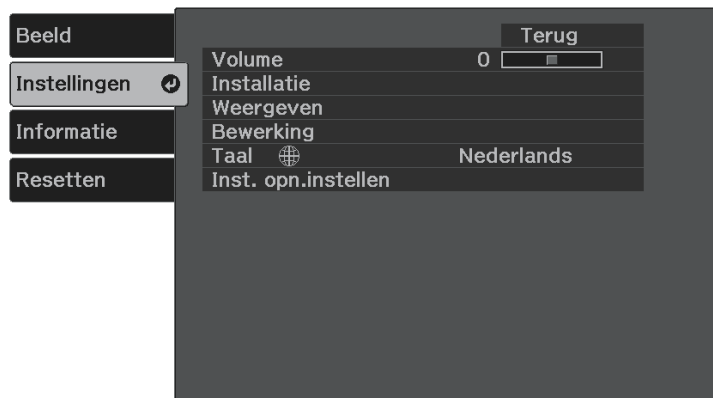 Beeld
Instellingen
Informatie
Resetten
Terug
Volume 0
Installatie
Weergeven
Bewerking
Taal Nederlands
Inst. opn.instellen